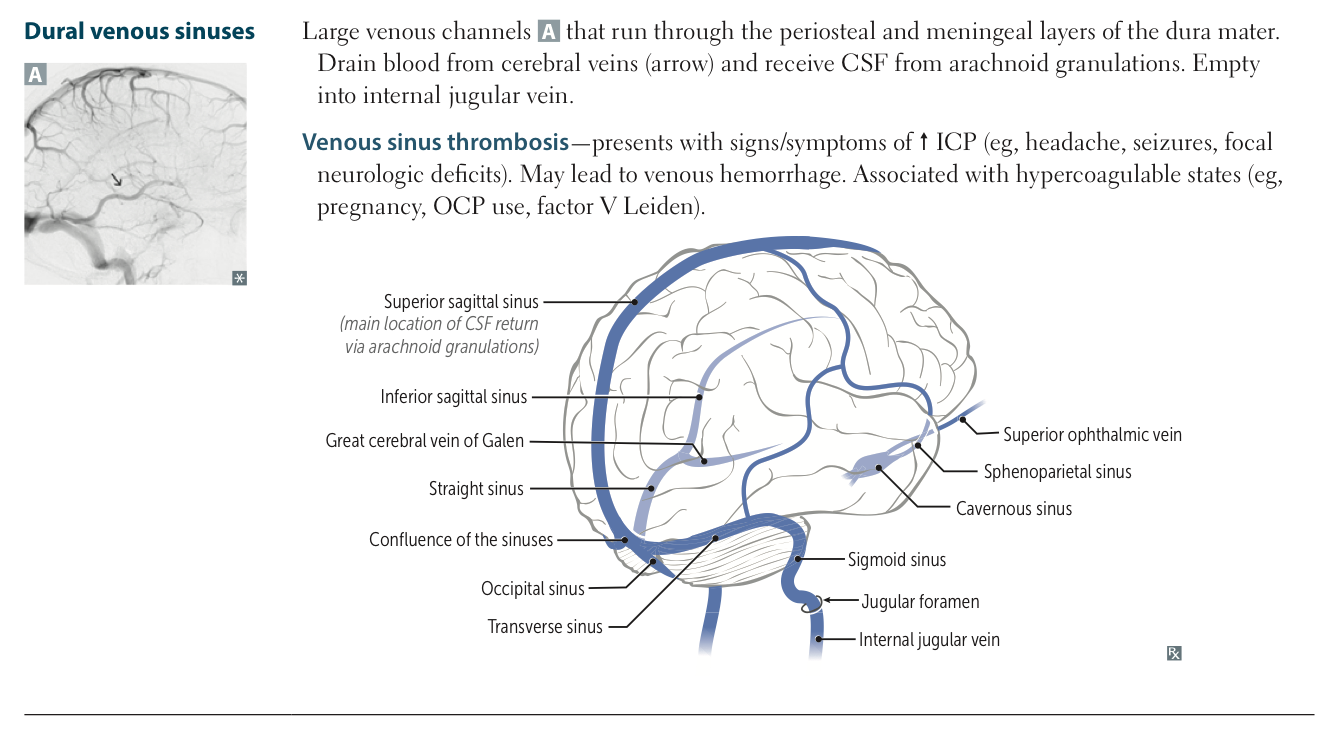 Dural venous sinuses
A
Large venous channels A that run through the periosteal and meningeal layers of the dura mater.
Drain blood from cerebral veins (arrow) and receive CSF from arachnoid granulations. Empty
into internal jugular vein.
Venous sinus thrombosis—presents with signs/symptoms of ↑ ICP (eg, headache, seizures, focal
neurologic deficits). May lead to venous hemorrhage. Associated with hypercoagulable states (eg,
pregnancy, OCP use, factor V Leiden).
Superior sagittal sinus
(main location of CSF return
via arachnoid granulations)
Inferior sagittal sinus
Great cerebral vein of Galen
Straight sinus
Confluence of the sinuses
Occipital sinus
Transverse sinus
Superior ophthalmic vein
Sphenoparietal sinus
Cavernous sinus
Sigmoid sinus
Jugular foramen
Internal jugular vein
Rx